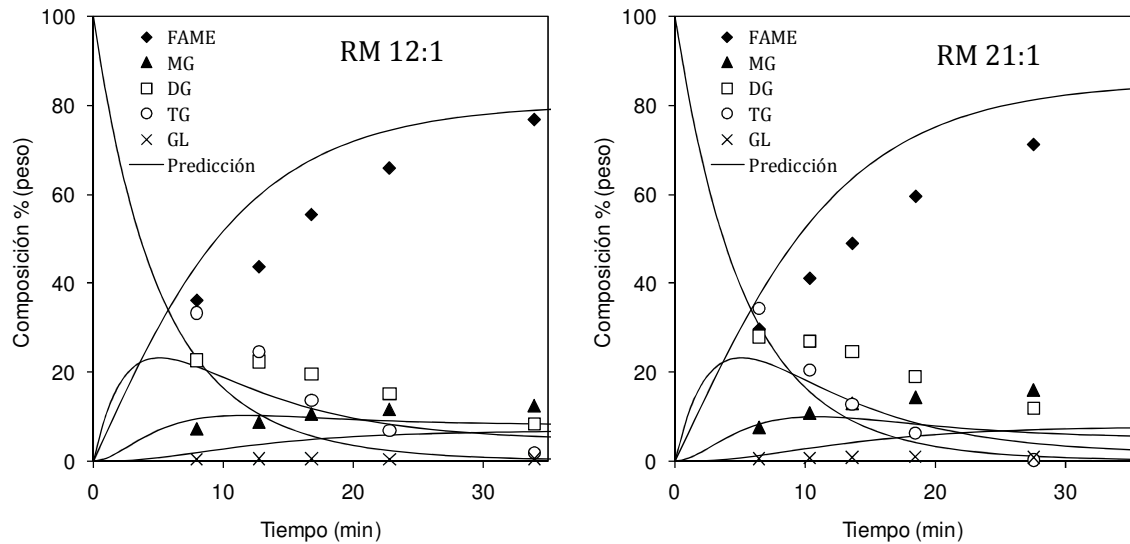 100
80
60
40
20
0
Composición % (peso)
FAME
MG
DG
TG
GL
Predicción
RM 12:1
0 10 20 30
Tiempo (min)
100
80
60
40
20
0
Composición % (peso)
FAME
MG
DG
TG
GL
Predicción
RM 21:1
0 10 20 30
Tiempo (min)